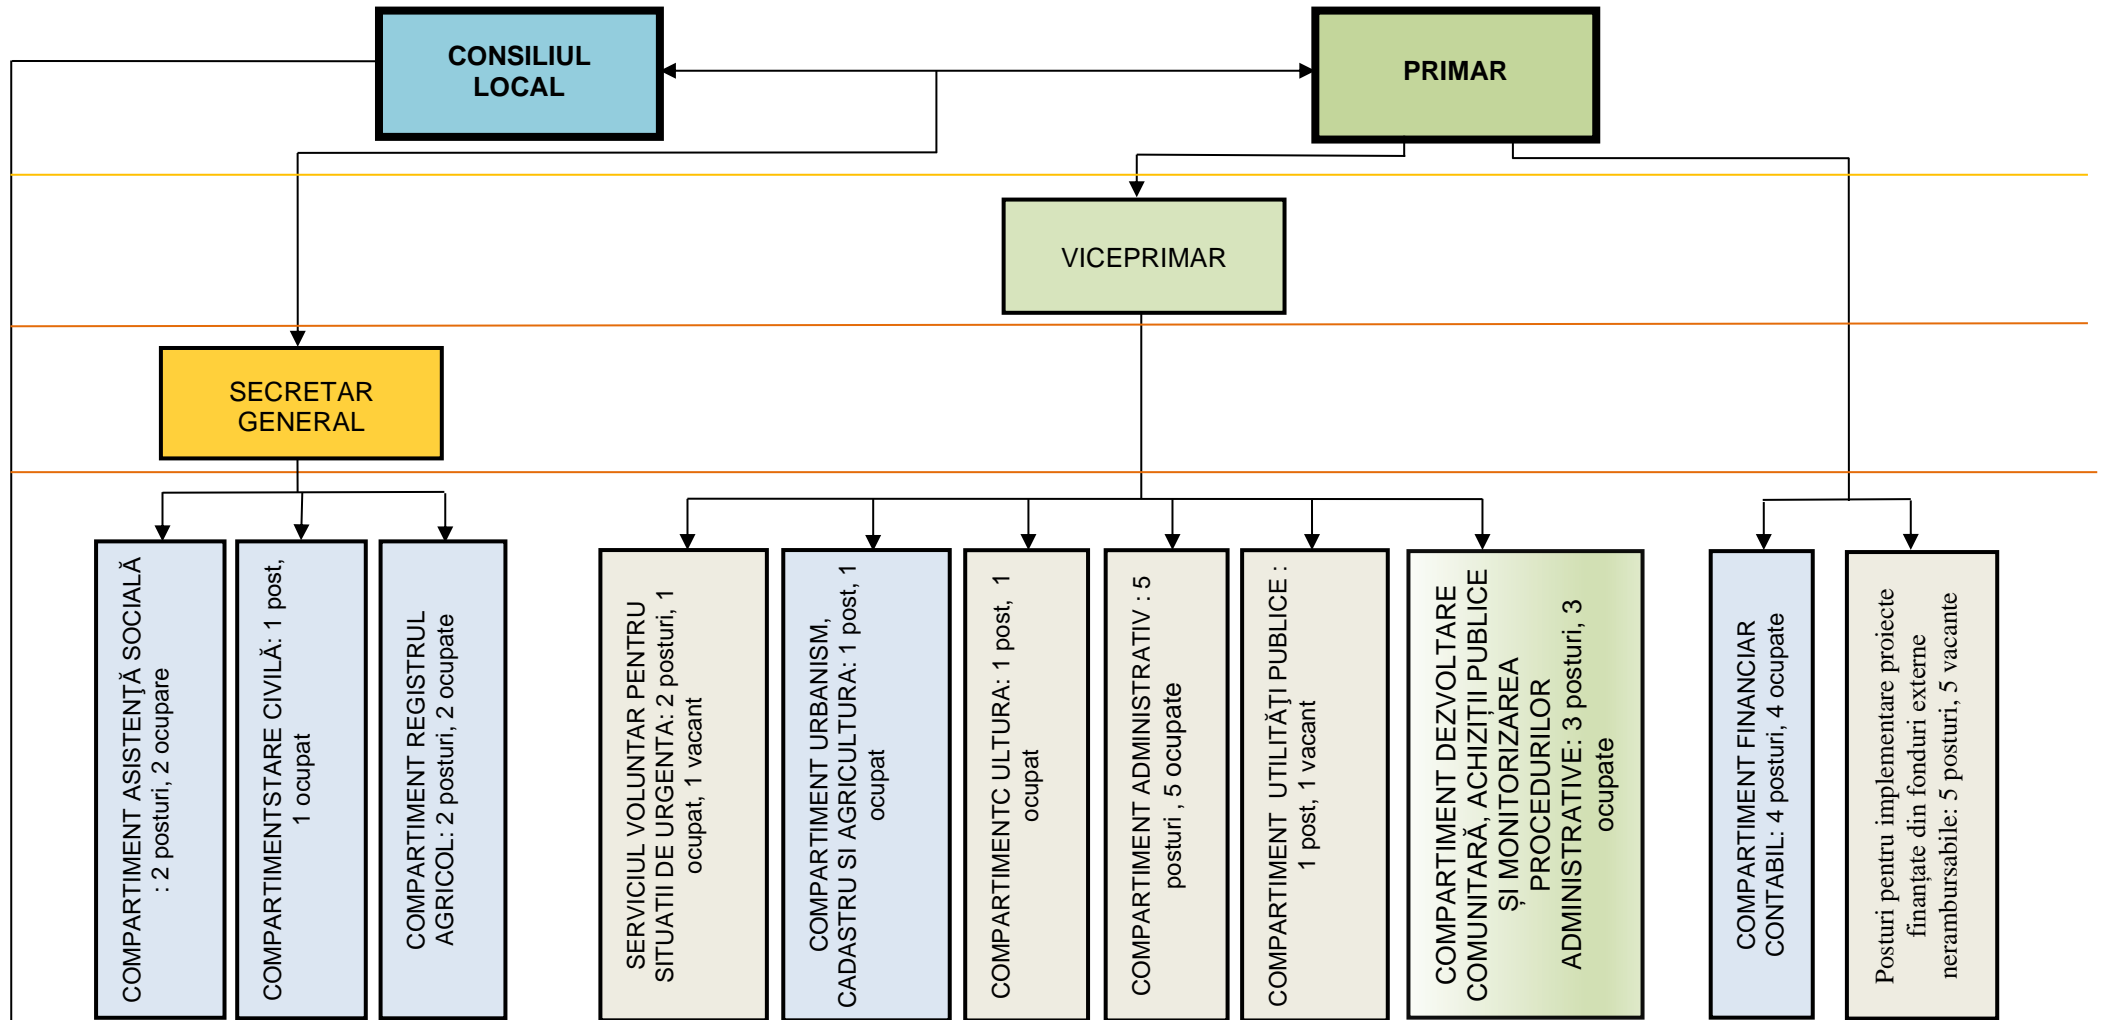 CONSILIUL
LOCAL
PRIMAR
VICEPRIMAR
SECRETAR
GENERAL
COMPARTIMENT ASISTENŢĂ SOCIALĂ
: 2 posturi, 2 ocupare
COMPARTIMENTSTARE CIVILĂ: 1 post,
1 ocupat
COMPARTIMENT REGISTRUL
AGRICOL: 2 posturi, 2 ocupate
SERVICIUL VOLUNTAR PENTRU
SITUATII DE URGENTA: 2 posturi, 1
ocupat, 1 vacant
COMPARTIMENT URBANISM,
CADASTRU SI AGRICULTURA: 1 post, 1
ocupat
COMPARTIMENTC ULTURA: 1 post, 1
ocupat
COMPARTIMENT ADMINISTRATIV : 5
posturi , 5 ocupate
COMPARTIMENT  UTILITĂŢI PUBLICE :
1 post, 1 vacant
COMPARTIMENT DEZVOLTARE
COMUNITARĂ, ACHIZIȚII PUBLICE
ȘI MONITORIZAREA
PROCEDURILOR
ADMINISTRATIVE: 3 posturi, 3
ocupate
COMPARTIMENT FINANCIAR
CONTABIL: 4 posturi, 4 ocupate
Posturi pentru implementare proiecte
finanțate din fonduri externe
nerambursabile: 5 posturi, 5 vacante